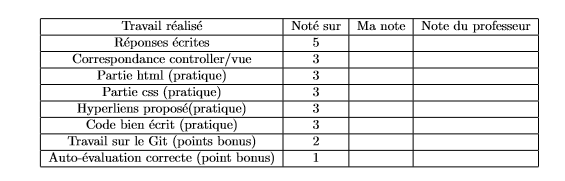 Travail réalisé Noté sur Ma note Note du professeur
Réponses écrites 5
Correspondance controller/vue 3
Partie html (pratique) 3
Partie css (pratique) 3
Hyperliens proposé(pratique) 3
Code bien écrit (pratique) 3
Travail sur le Git (points bonus) 2
Auto-évaluation correcte (point bonus) 1